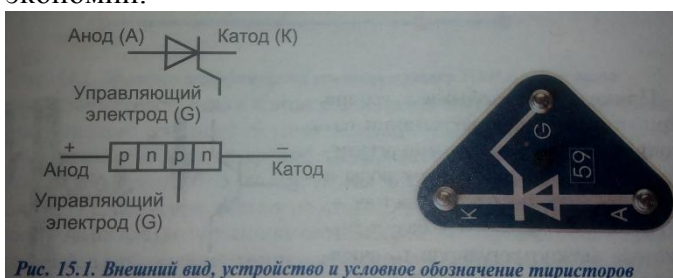 Анод (А) Катод (К)
Управляющий
электрод (G)
+ –
p n p n
Анод Катод
Управляющий
электрод (G)
K G 59 A
Рис. 15.1. Внешний вид, устройство и условное обозначение тиристоров